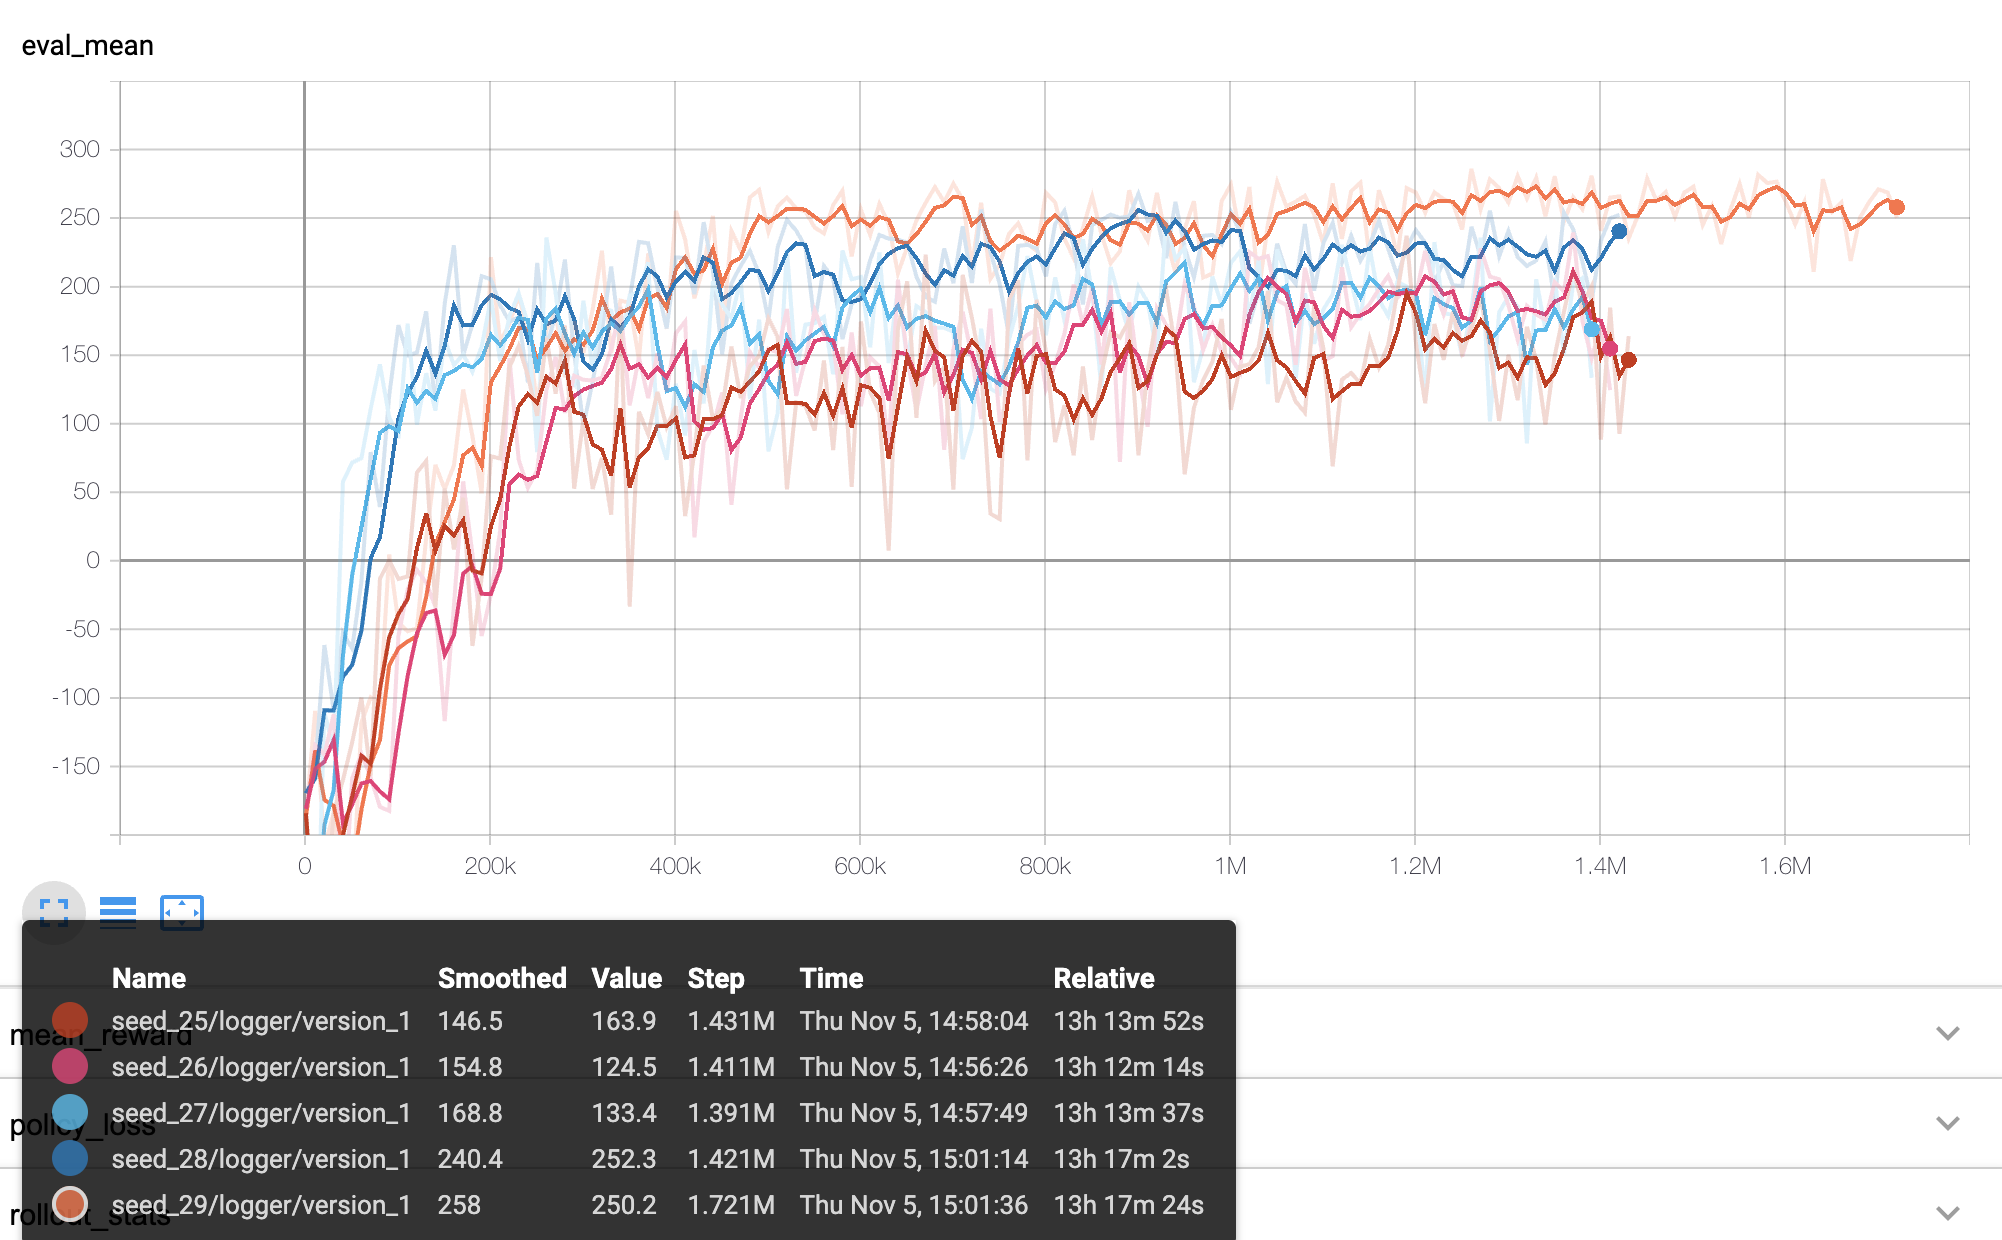 eval_mean
300
250
200
150
100
50
0
-50
-100
-150
0 200k 400k 600k 800k 1M 1.2M 1.4M 1.6M
Name Smoothed Value Step Time Relative
seed_25/logger/version_1 146.5 163.9 1.431M Thu Nov 5, 14:58:04 13h 13m 52s
mean_reward
seed_26/logger/version_1 154.8 124.5 1.411M Thu Nov 5, 14:56:26 13h 12m 14s
seed_27/logger/version_1 168.8 133.4 1.391M Thu Nov 5, 14:57:49 13h 13m 37s
policy_loss
seed_28/logger/version_1 240.4 252.3 1.421M Thu Nov 5, 15:01:14 13h 17m 2s
seed_29/logger/version_1 258 250.2 1.721M Thu Nov 5, 15:01:36 13h 17m 24s
rollout_stats